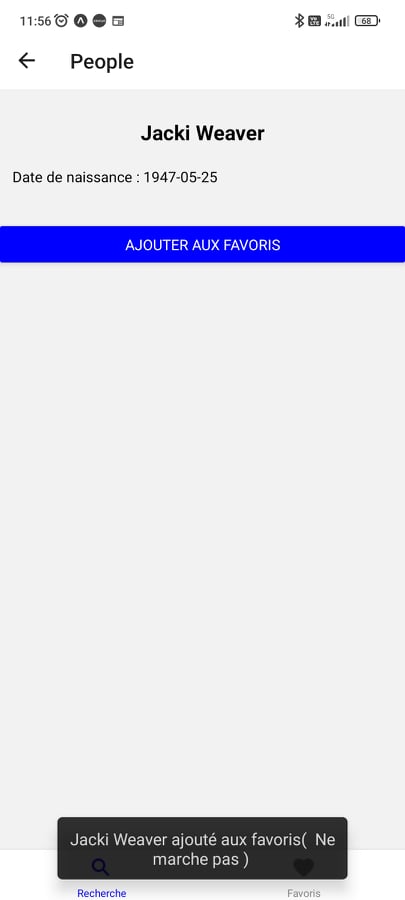 11:56
5G
68
People
Jacki Weaver
Date de naissance : 1947-05-25
AJOUTER AUX FAVORIS
Jacki Weaver ajouté aux favoris(  Ne
marche pas )
Recherche
Favoris